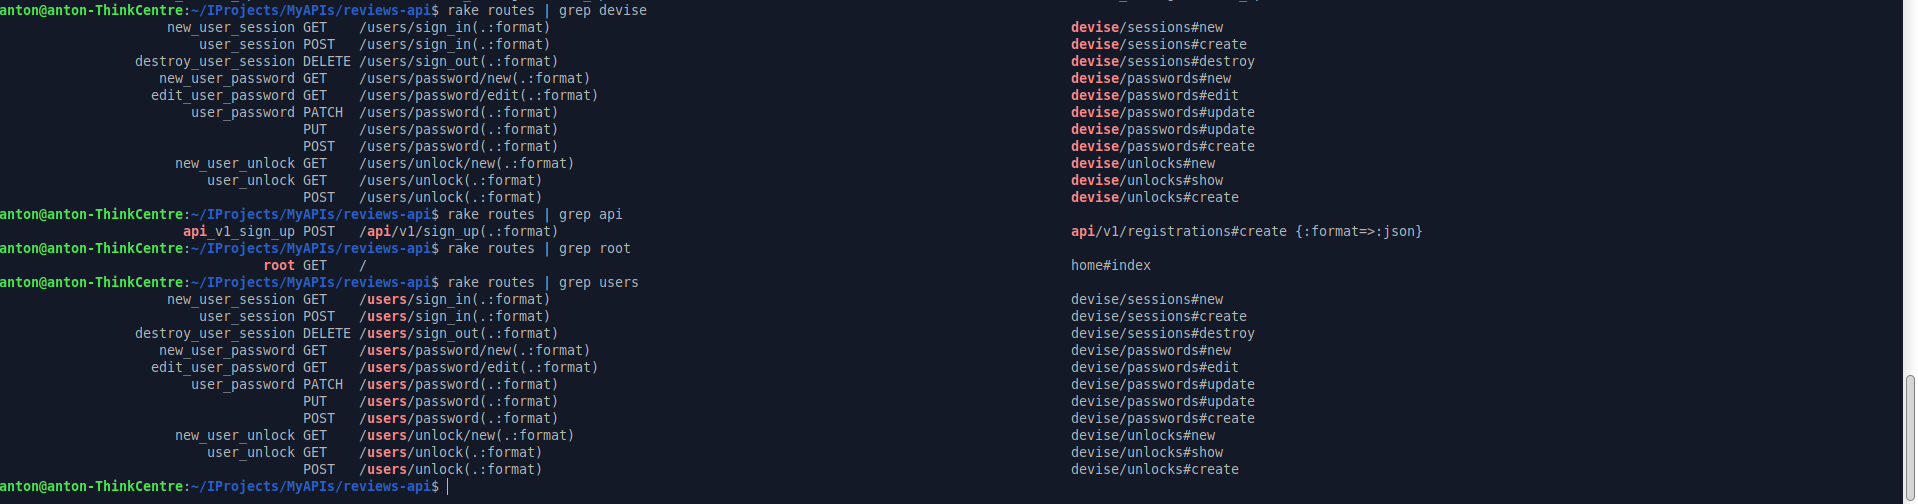 anton@anton-ThinkCentre:~/IProjects/MyAPIs/reviews-api$ rake routes | grep devise
new_user_session GET /users/sign_in(.:format) devise/sessions#new
user_session POST /users/sign_in(.:format) devise/sessions#create
destroy_user_session DELETE /users/sign_out(.:format) devise/sessions#destroy
new_user_password GET /users/password/new(.:format) devise/passwords#new
edit_user_password GET /users/password/edit(.:format) devise/passwords#edit
user_password PATCH /users/password(.:format) devise/passwords#update
PUT /users/password(.:format) devise/passwords#update
POST /users/password(.:format) devise/passwords#create
new_user_unlock GET /users/unlock/new(.:format) devise/unlocks#new
user_unlock GET /users/unlock(.:format) devise/unlocks#show
POST /users/unlock(.:format) devise/unlocks#create
anton@anton-ThinkCentre:~/IProjects/MyAPIs/reviews-api$ rake routes | grep api
api_v1_sign_up POST /api/v1/sign_up(.:format) api/v1/registrations#create {:format=>:json}
anton@anton-ThinkCentre:~/IProjects/MyAPIs/reviews-api$ rake routes | grep root
root GET / home#index
anton@anton-ThinkCentre:~/IProjects/MyAPIs/reviews-api$ rake routes | grep users
new_user_session GET /users/sign_in(.:format) devise/sessions#new
user_session POST /users/sign_in(.:format) devise/sessions#create
destroy_user_session DELETE /users/sign_out(.:format) devise/sessions#destroy
new_user_password GET /users/password/new(.:format) devise/passwords#new
edit_user_password GET /users/password/edit(.:format) devise/passwords#edit
user_password PATCH /users/password(.:format) devise/passwords#update
PUT /users/password(.:format) devise/passwords#update
POST /users/password(.:format) devise/passwords#create
new_user_unlock GET /users/unlock/new(.:format) devise/unlocks#new
user_unlock GET /users/unlock(.:format) devise/unlocks#show
POST /users/unlock(.:format) devise/unlocks#create
anton@anton-ThinkCentre:~/IProjects/MyAPIs/reviews-api$